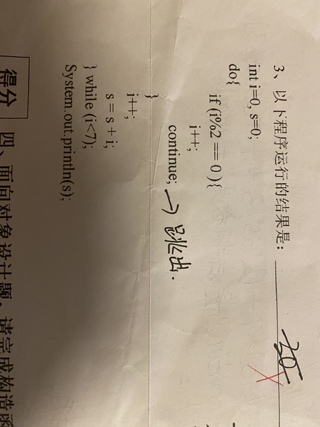 3、以下程序运行的结果是: 20
int i=0, s=0;
do{
if (i%2 == 0 ) {
i++;
continue; → 跳出.
}
i++;
s = s + i;
} while (i<7);
System.out.println(s);
得分
四、面向对象设计题。请完成构造函